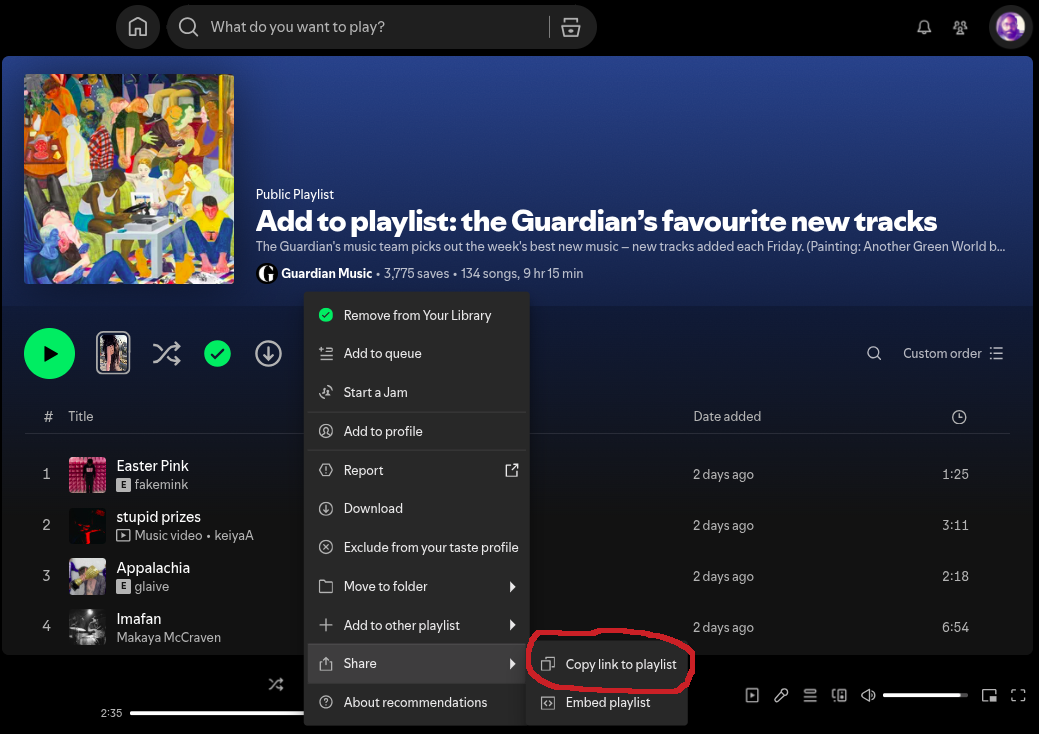 What do you want to play?
Public Playlist
Add to playlist: the Guardian's favourite new tracks
The Guardian's music team picks out the week's best new music – new tracks added each Friday. (Painting: Another Green World b...
Guardian Music • 3,775 saves • 134 songs, 9 hr 15 min
Custom order
# Title Date added
1 Easter Pink 2 days ago 1:25
E fakemink
2 stupid prizes 2 days ago 3:11
Music video • keiyaA
3 Appalachia 2 days ago 2:18
E glaive
4 Imafan 2 days ago 6:54
Makaya McCraven
Remove from Your Library
Add to queue
Start a Jam
Add to profile
Report
Download
Exclude from your taste profile
Move to folder
Add to other playlist
Share
About recommendations
Copy link to playlist
Embed playlist
2:35